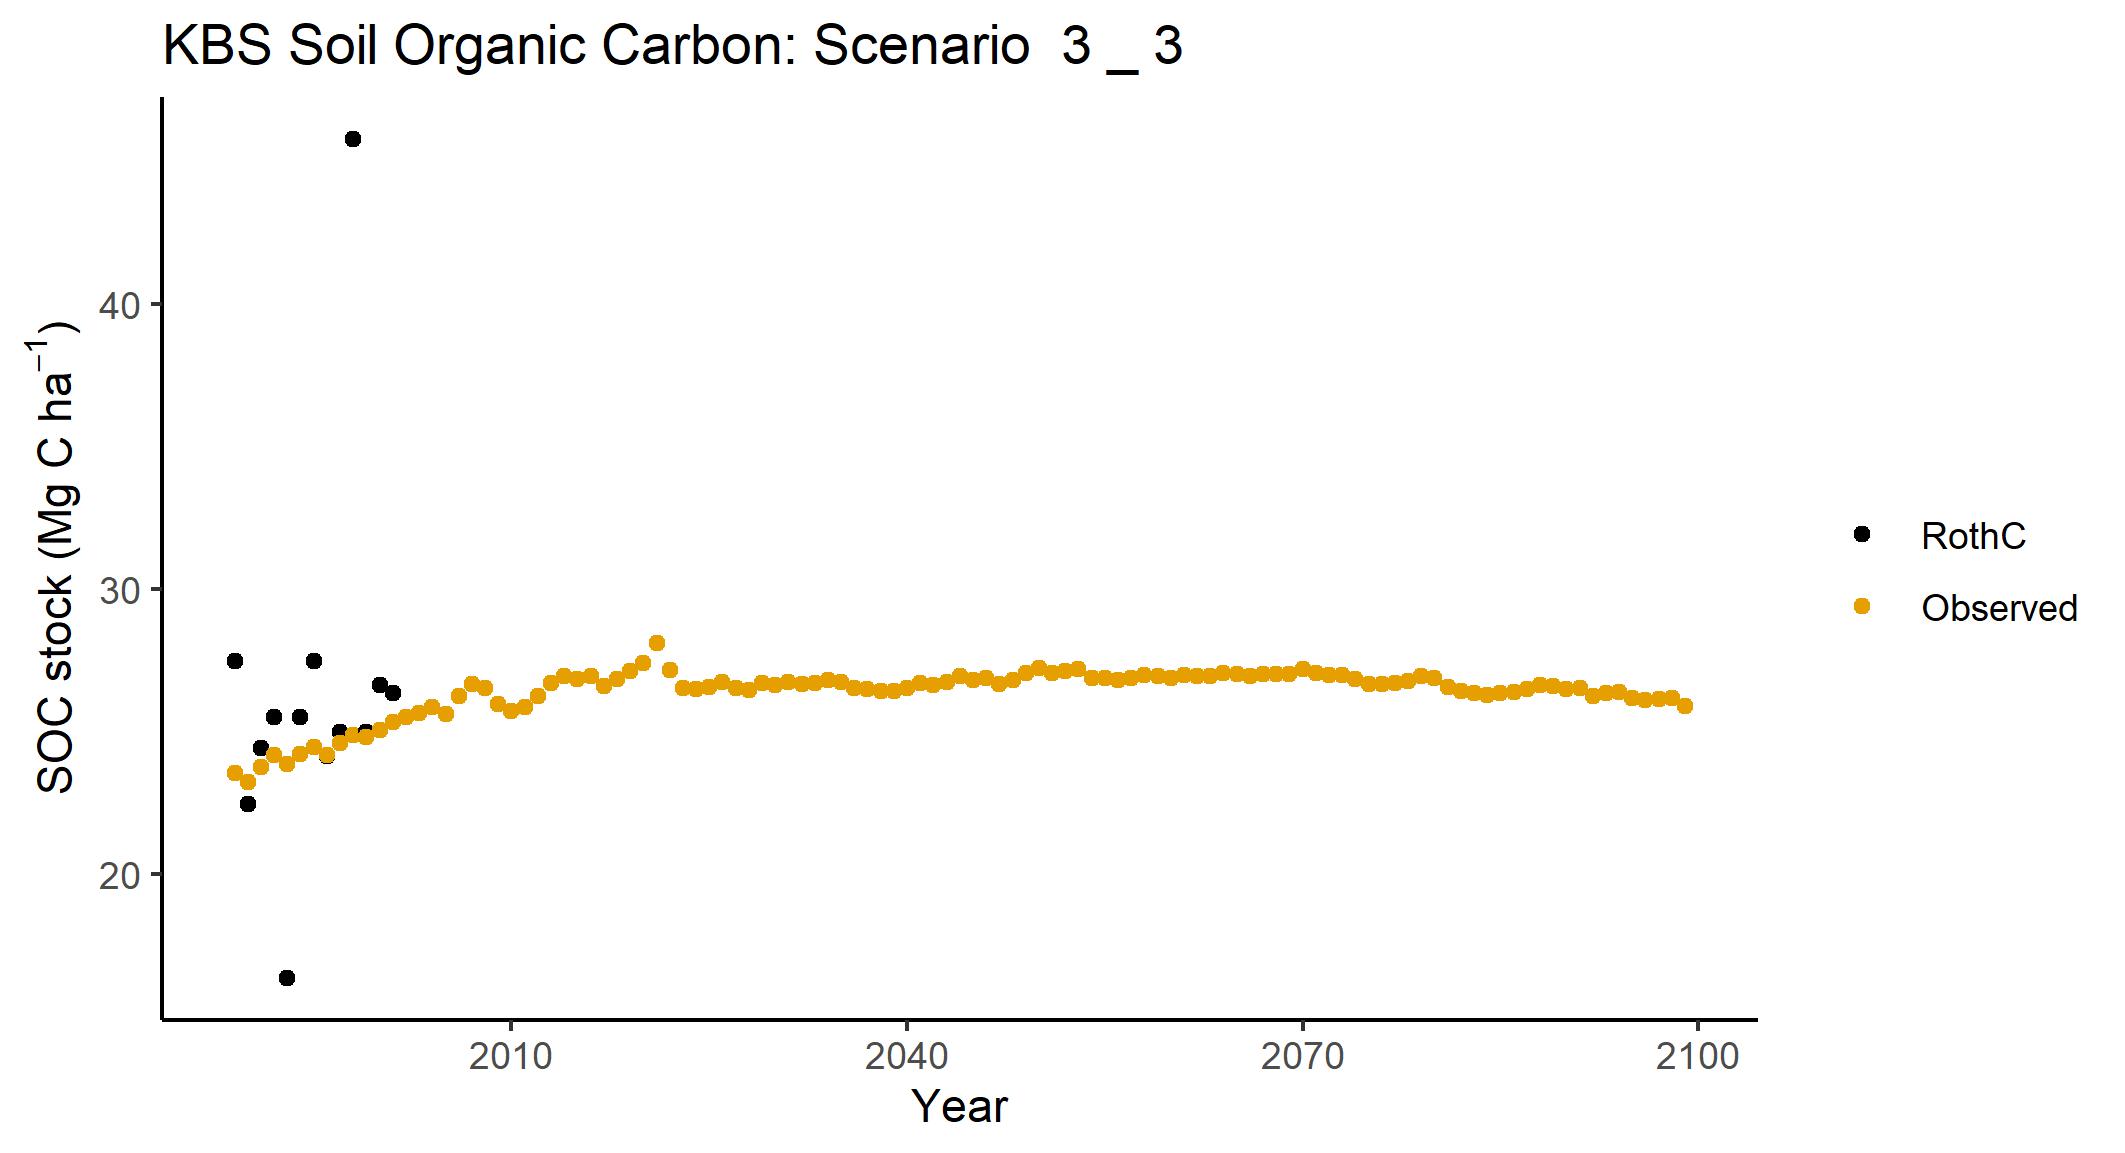 KBS Soil Organic Carbon: Scenario  3 _ 3
SOC stock (Mg C ha⁻¹)
40
30
20
2010
2040
2070
2100
Year
RothC
Observed